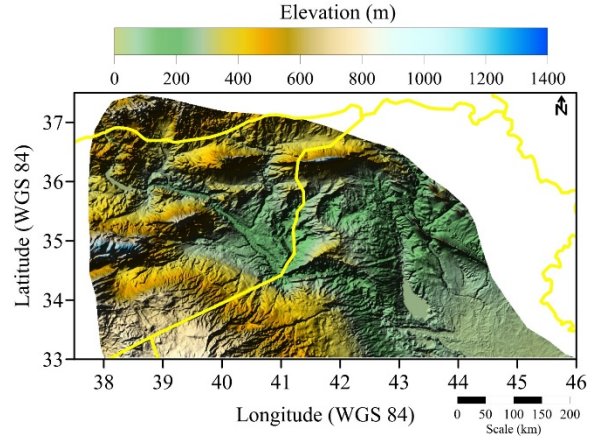 Elevation (m)
0 200 400 600 800 1000 1200 1400
N
Latitude (WGS 84)
37
36
35
34
33
38 39 40 41 42 43 44 45 46
Longitude (WGS 84)
0 50 100 150 200
Scale (km)